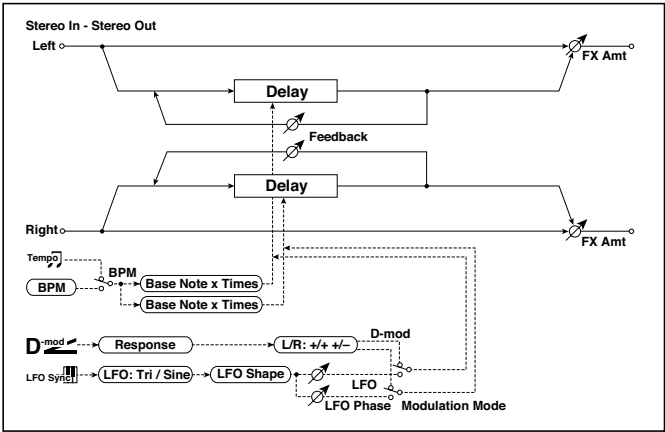 Stereo In - Stereo Out
Left
FX Amt
Delay
Feedback
Delay
Right
FX Amt
Tempo
BPM
BPM
Base Note x Times
Base Note x Times
D-mod
Response
L/R: +/+ +/–
D-mod
LFO Sync
LFO: Tri / Sine
LFO Shape
LFO
LFO Phase
Modulation Mode